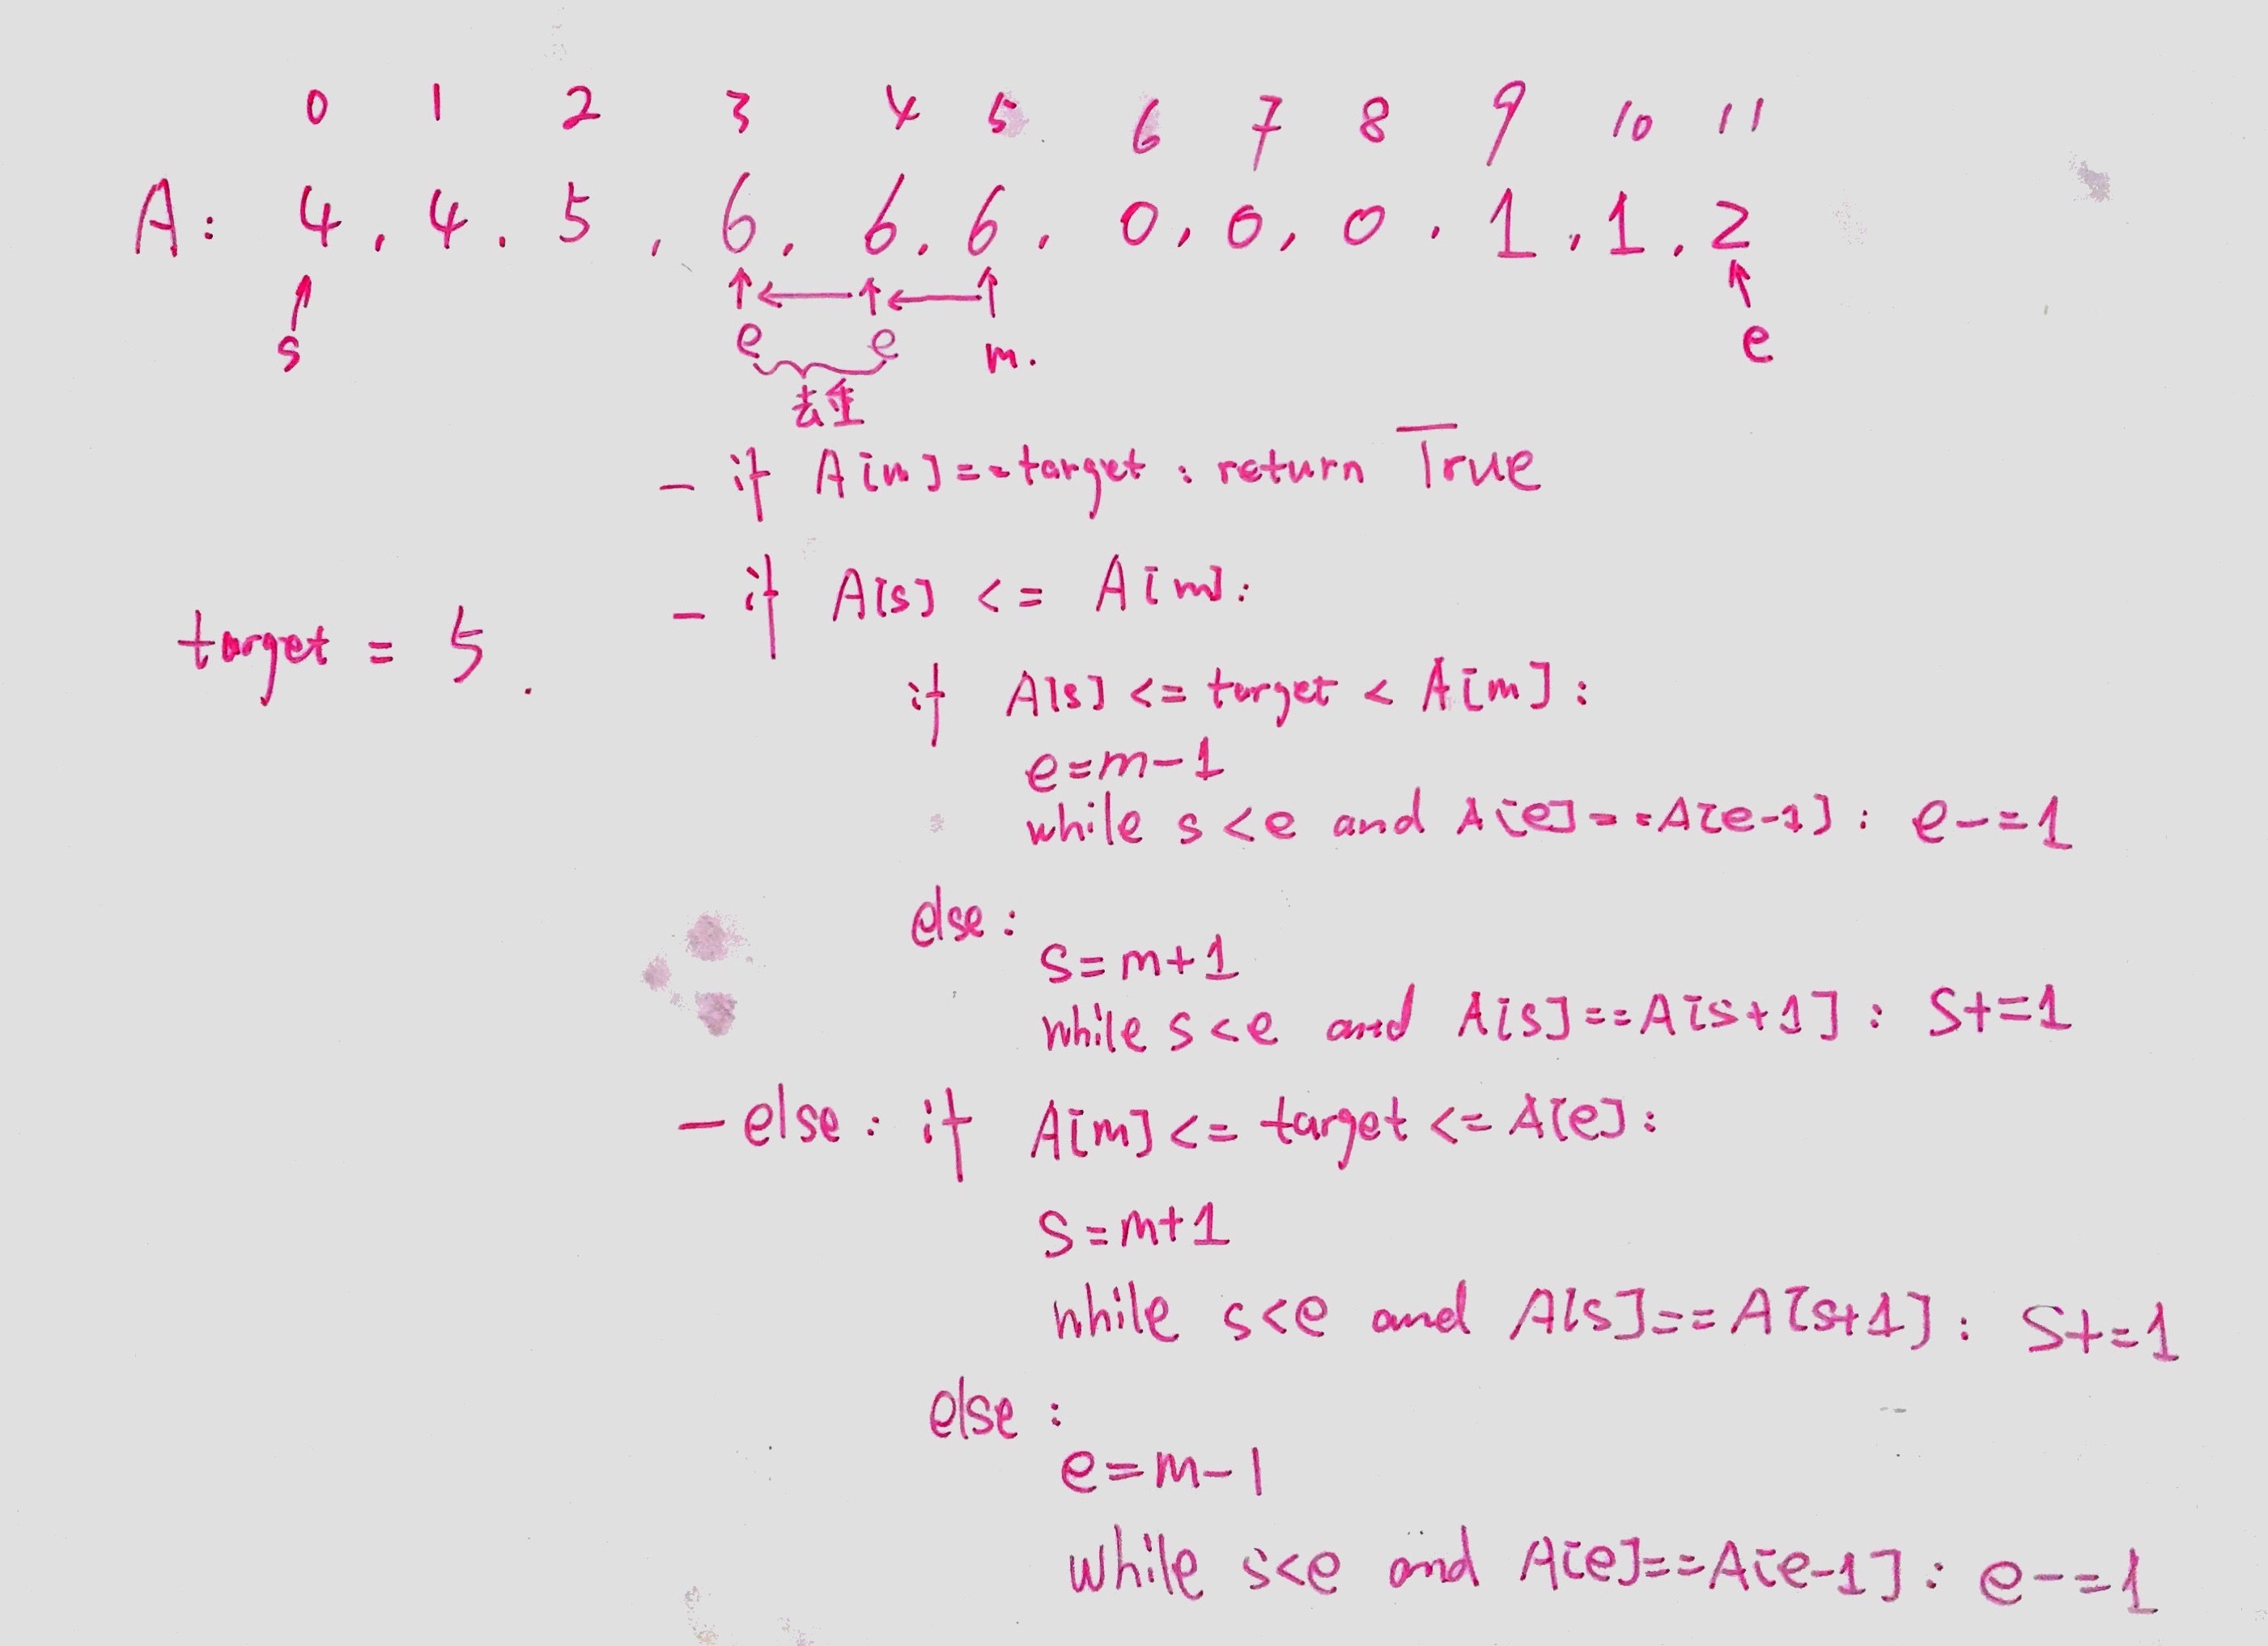 0 1 2 3 4 5 6 7 8 9 10 11
A: 4, 4, 5, 6, 6, 6, 0, 0, 0, 1, 1, 2
↑ ↑←↑←↑ ↑
s e e m. e
去重
- if A[m]==target: return True
- if A[s] <= A[m]:
target = 5.
if A[s] <= target < A[m]:
e=m-1
while s<e and A[e]==A[e-1]: e-=1
else:
s=m+1
while s<e and A[s]==A[s+1]: s+=1
- else: if A[m] <= target <= A[e]:
s=m+1
while s<e and A[s]==A[s+1]: s+=1
else:
e=m-1
while s<e and A[e]==A[e-1]: e-=1